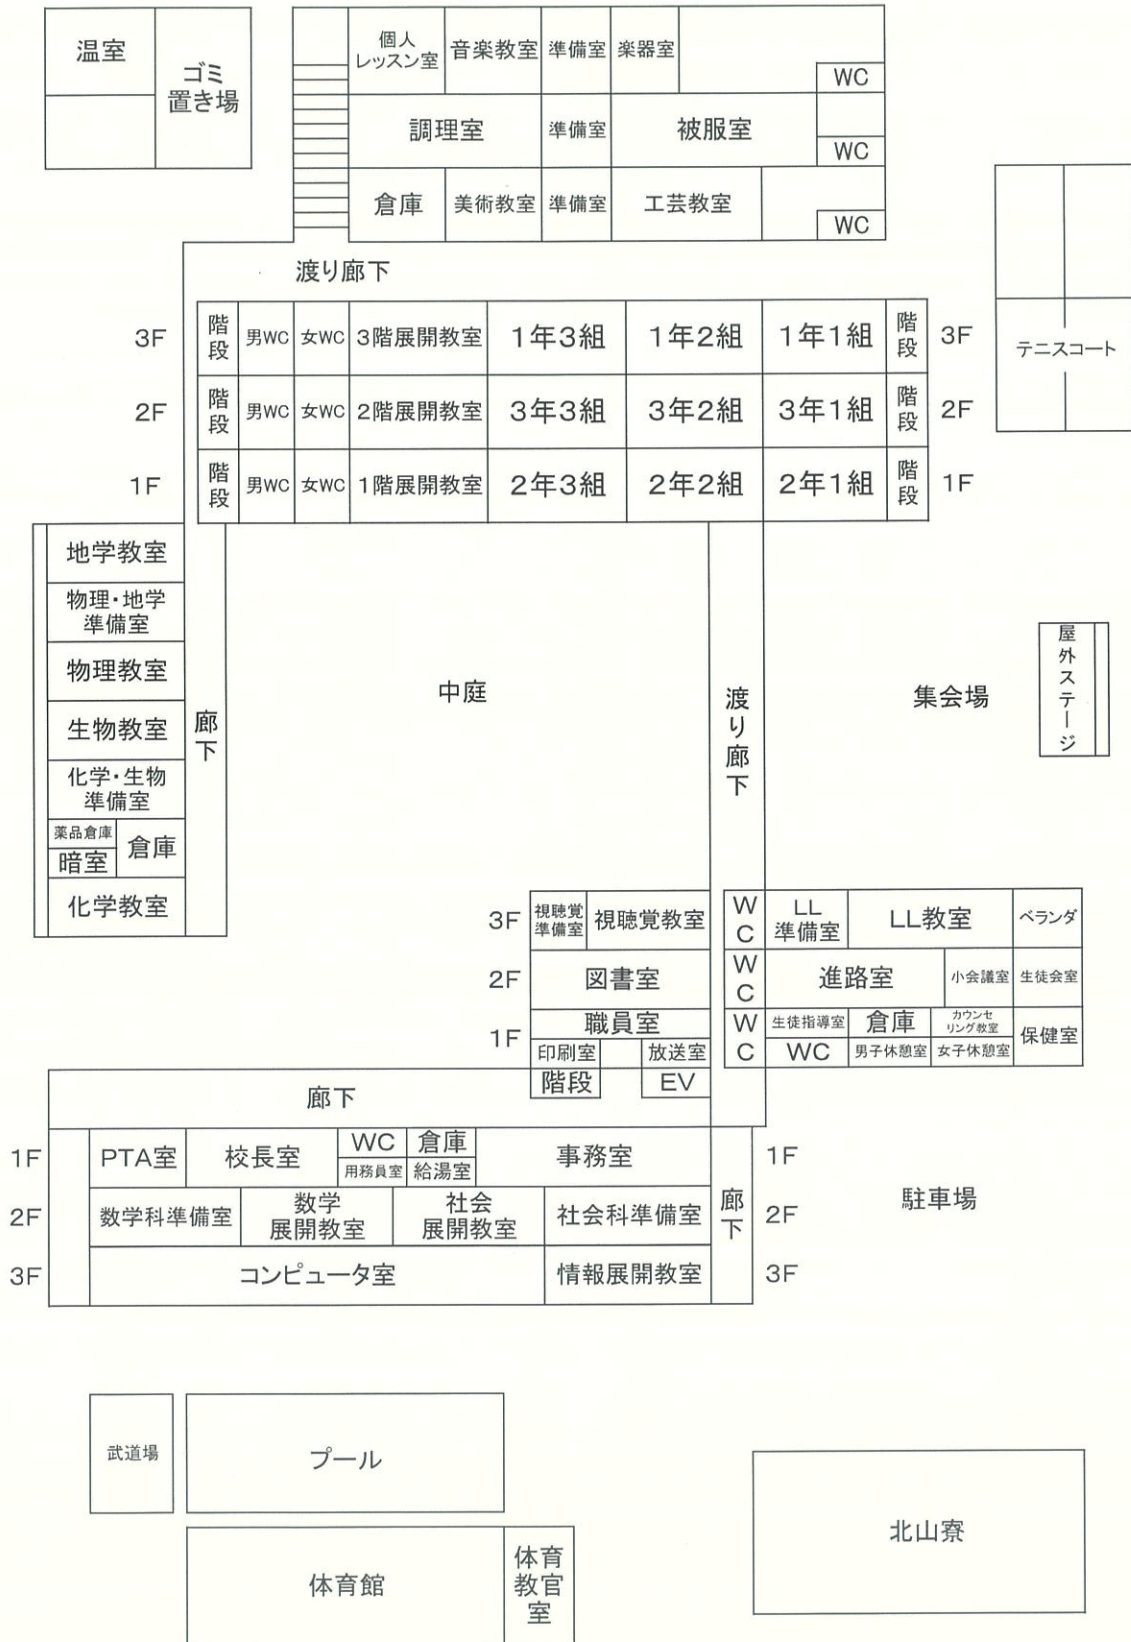 温室
ゴミ
置き場
個人
レッスン室
音楽教室
準備室
楽器室
WC
調理室
準備室
被服室
WC
倉庫
美術教室
準備室
工芸教室
WC
渡り廊下
テニスコート
3F
階段
男WC
女WC
3階展開教室
1年3組
1年2組
1年1組
階段
3F
2F
階段
男WC
女WC
2階展開教室
3年3組
3年2組
3年1組
階段
2F
1F
階段
男WC
女WC
1階展開教室
2年3組
2年2組
2年1組
階段
1F
地学教室
物理・地学
準備室
物理教室
生物教室
化学・生物
準備室
薬品倉庫
暗室
倉庫
化学教室
廊下
中庭
渡り廊下
集会場
屋外ステージ
3F
視聴覚
準備室
視聴覚教室
WC
LL
準備室
LL教室
ベランダ
2F
図書室
WC
進路室
小会議室
生徒会室
1F
職員室
印刷室
放送室
階段
EV
WC
生徒指導室
倉庫
カウンセ
リング教室
保健室
WC
男子休憩室
女子休憩室
廊下
1F
PTA室
校長室
WC
倉庫
用務員室
給湯室
事務室
1F
2F
数学科準備室
数学
展開教室
社会
展開教室
社会科準備室
廊下
2F
駐車場
3F
コンピュータ室
情報展開教室
3F
武道場
プール
体育館
体育
教官
室
北山寮